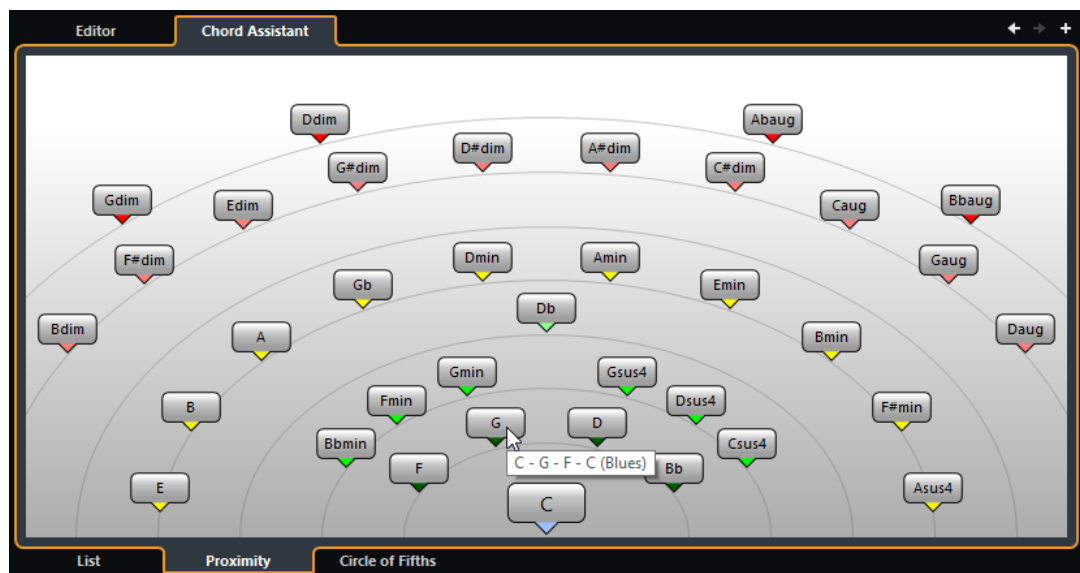 Editor
Chord Assistant
Ddim
Abaug
D#dim
A#dim
G#dim
C#dim
Gdim
Edim
Caug
Bbaug
F#dim
Dmin
Amin
Gaug
Gb
Emin
Db
Bdim
A
Bmin
Daug
Gmin
Gsus4
Fmin
Dsus4
B
F#min
G
D
Bbmin
Csus4
C - G - F - C (Blues)
F
Bb
E
Asus4
C
List
Proximity
Circle of Fifths